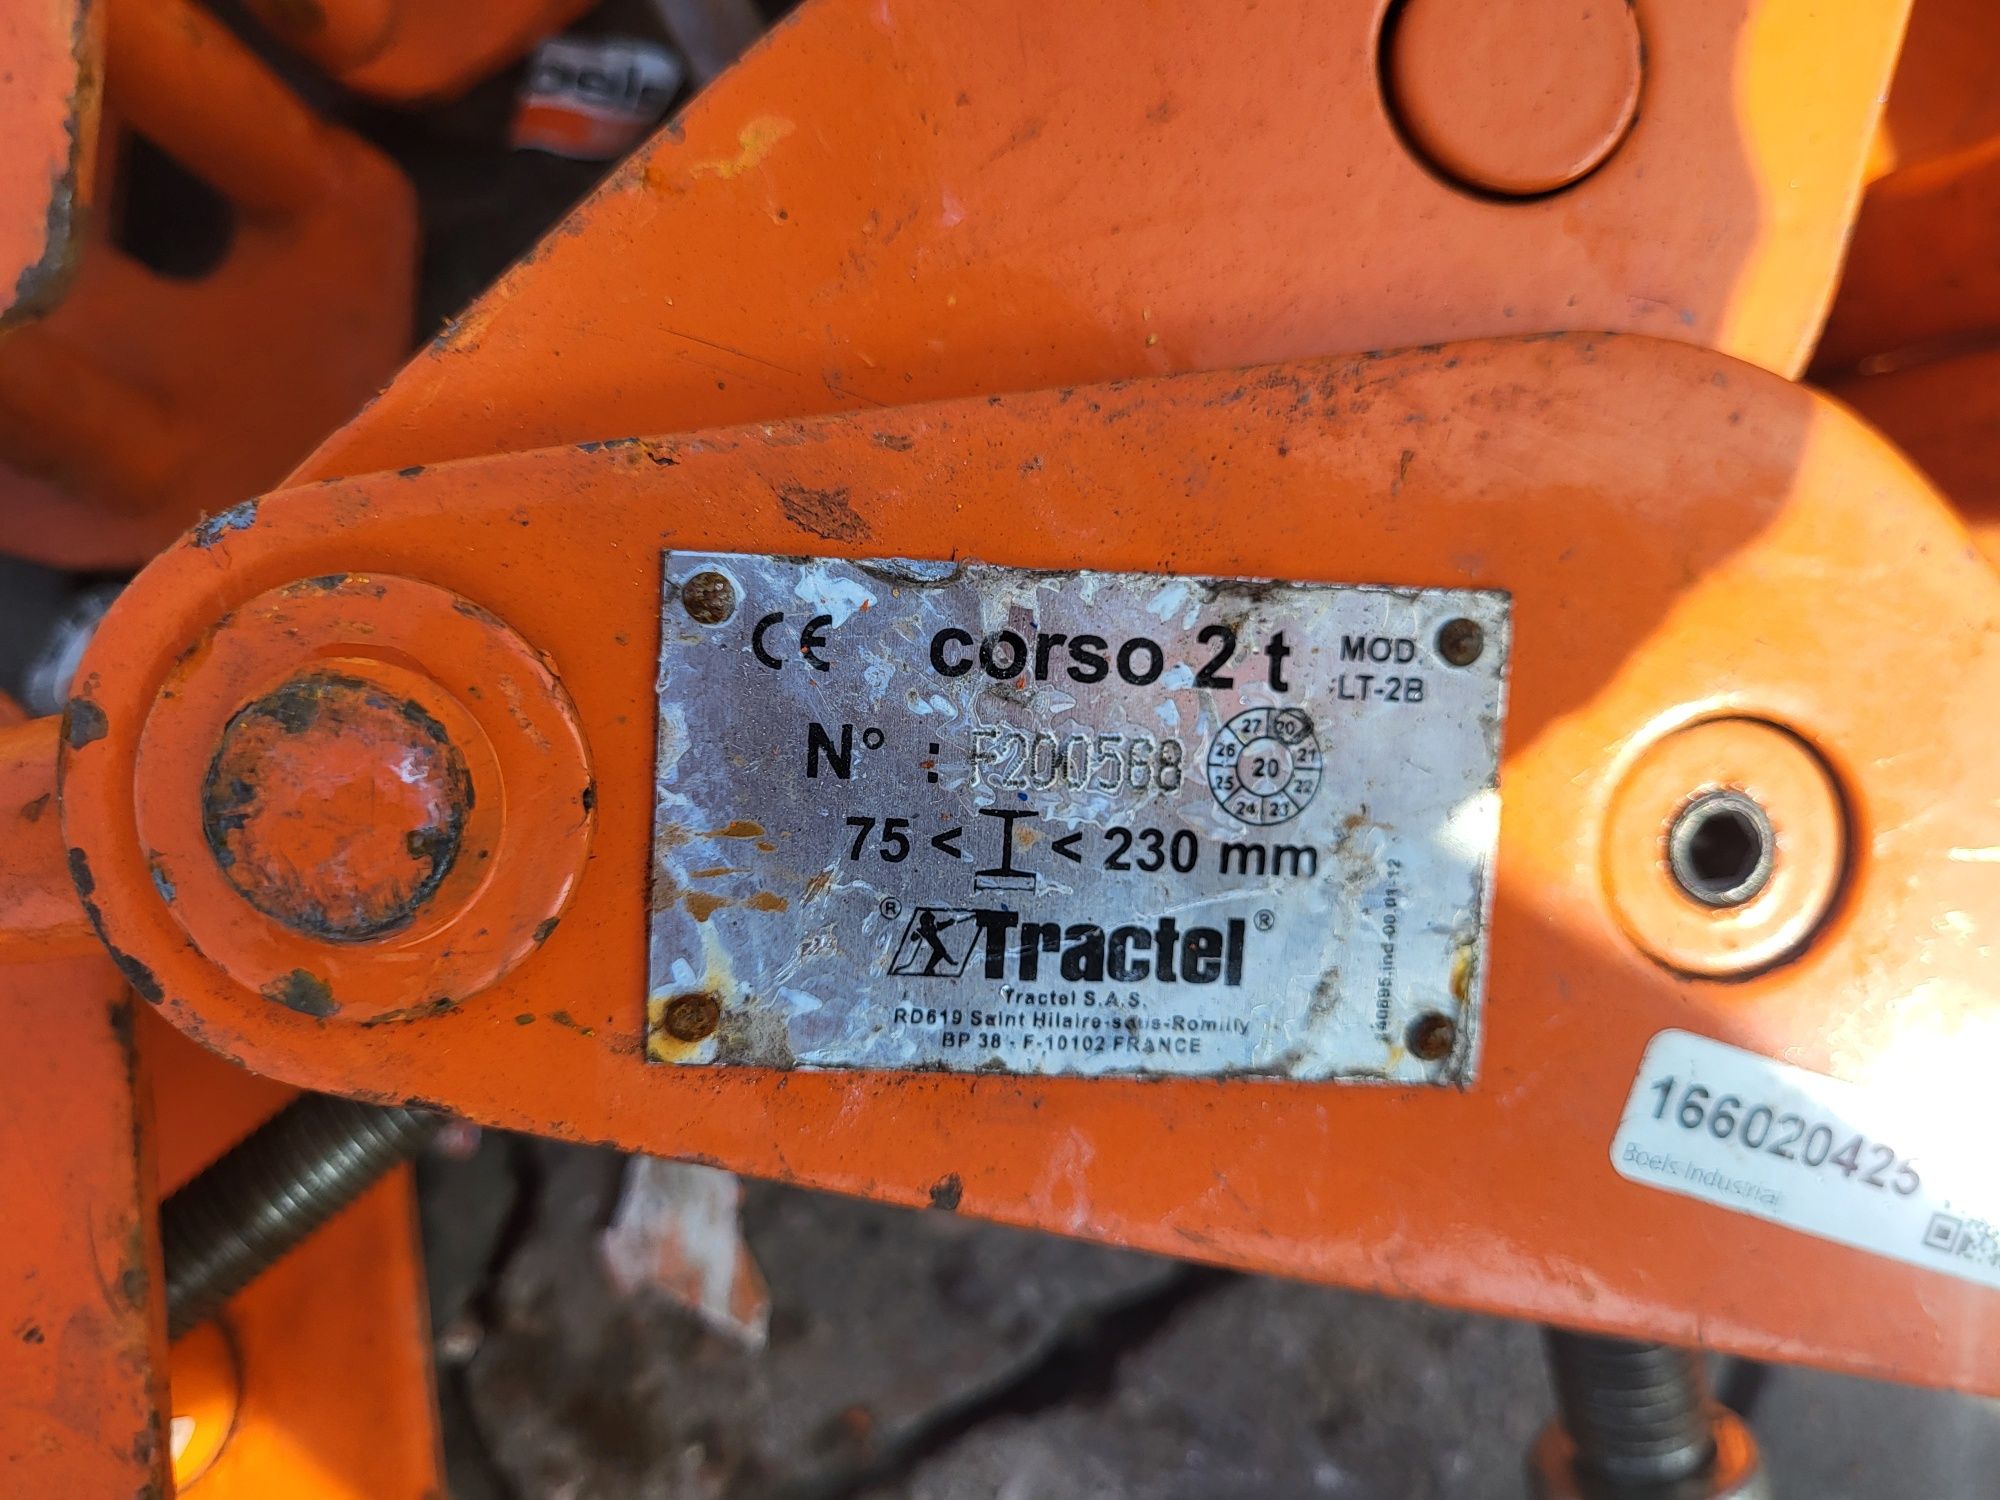 CE corso 2 t MOD.
LT-2B
N° : F200568
27 20 21 22 23 24 25 26
20
75 < I < 230 mm
® Tractel ®
Tractel S.A.S.
RD619 Saint Hilaire-sous-Romilly
BP 38 - F-10102 FRANCE
166020425
Boels Industrial